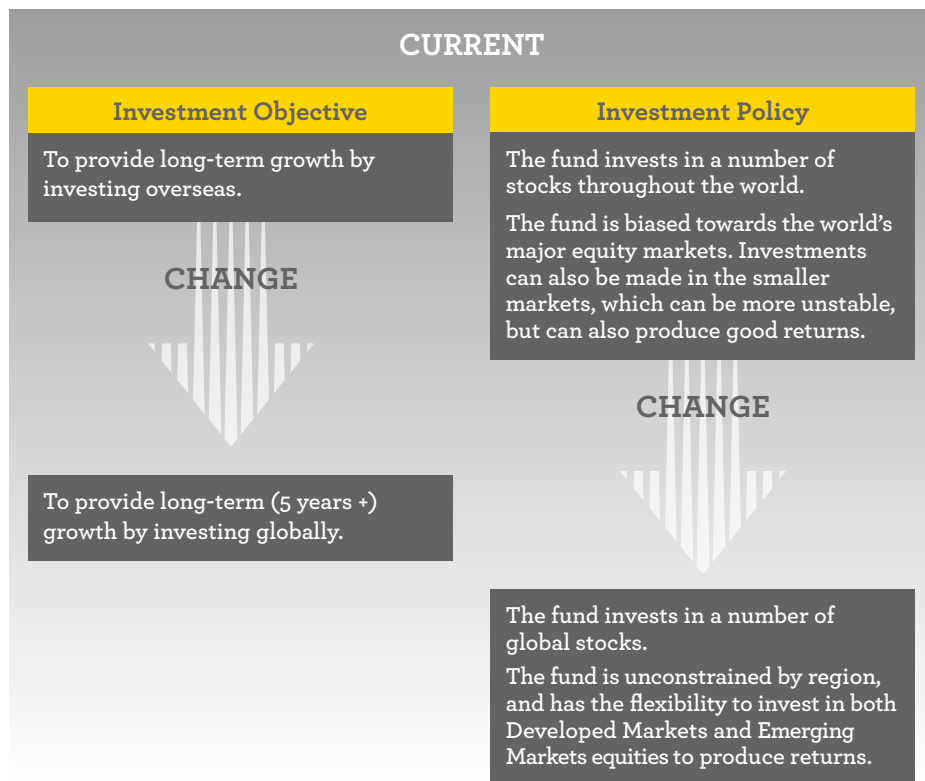 CURRENT
Investment Objective
To provide long-term growth by
investing overseas.
CHANGE
To provide long-term (5 years +)
growth by investing globally.
Investment Policy
The fund invests in a number of
stocks throughout the world.
The fund is biased towards the world's
major equity markets. Investments
can also be made in the smaller
markets, which can be more unstable,
but can also produce good returns.
CHANGE
The fund invests in a number of
global stocks.
The fund is unconstrained by region,
and has the flexibility to invest in both
Developed Markets and Emerging
Markets equities to produce returns.